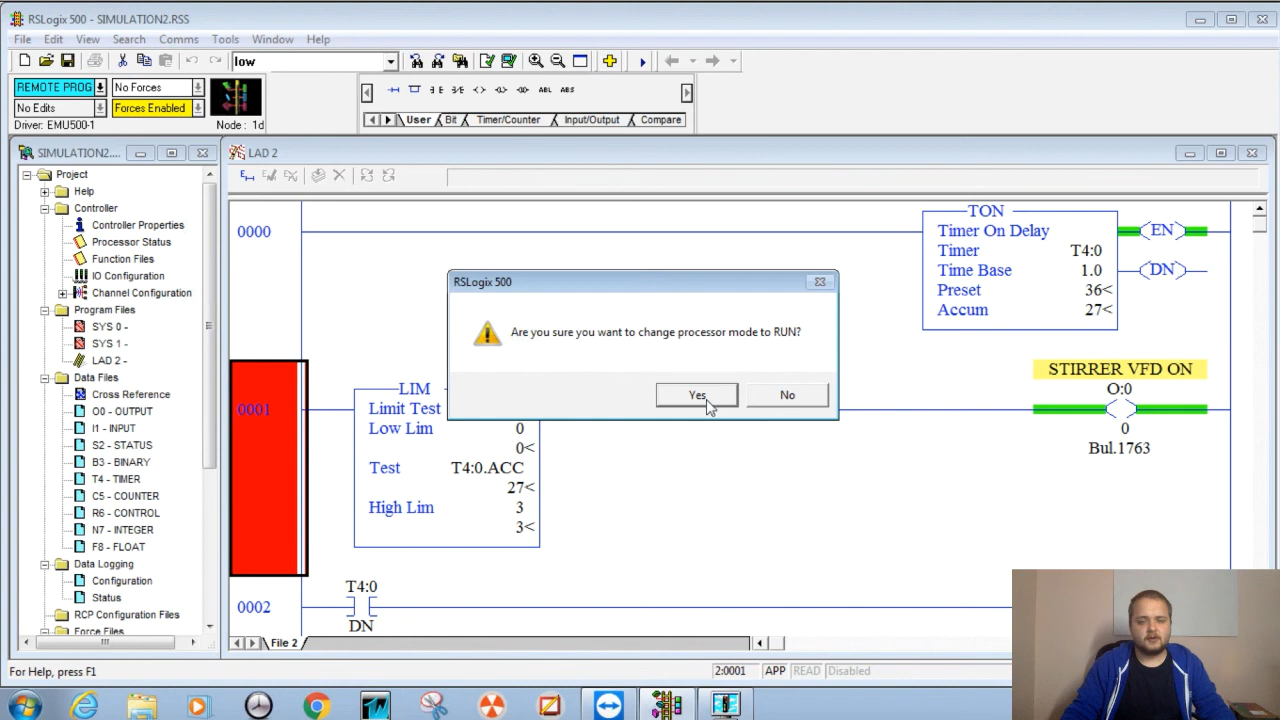 RSLogix 500 - SIMULATION2.RSS
File Edit View Search Comms Tools Window Help
low
REMOTE PROG No Forces
No Edits Forces Enabled
Driver: EMU500-1 Node : 1d
ABL ABS
User Bit Timer/Counter Input/Output Compare
SIMULATION2....
LAD 2
Project
Help
Controller
Controller Properties
Processor Status
Function Files
IO Configuration
Channel Configuration
Program Files
SYS 0 -
SYS 1 -
LAD 2 -
Data Files
Cross Reference
O0 - OUTPUT
I1 - INPUT
S2 - STATUS
B3 - BINARY
T4 - TIMER
C5 - COUNTER
R6 - CONTROL
N7 - INTEGER
F8 - FLOAT
Data Logging
Configuration
Status
RCP Configuration Files
Force Files
0000
TON
Timer On Delay
Timer T4:0
Time Base 1.0
Preset 36<
Accum 27<
EN
DN
RSLogix 500
Are you sure you want to change processor mode to RUN?
Yes No
0001
LIM
Limit Test
Low Lim 0
0<
Test T4:0.ACC
27<
High Lim 3
3<
STIRRER VFD ON
O:0
0
Bul.1763
0002
T4:0
DN
File 2
For Help, press F1
2:0001 APP READ Disabled